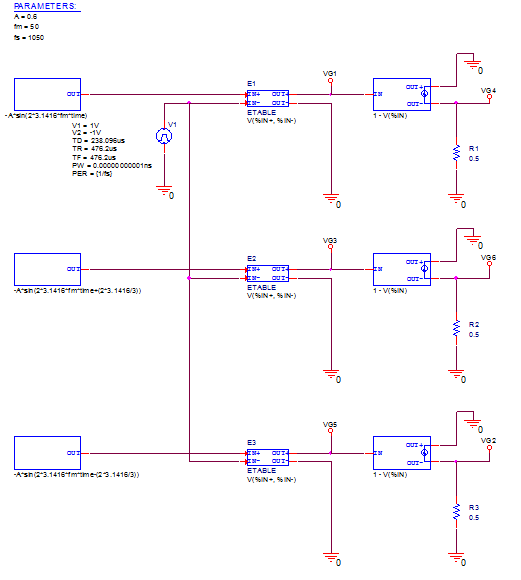 PARAMETERS:
A = 0.6
fm = 50
fs = 1050
OUT
-A*sin(2*3.1416*fm*time)
V1 = 1V
V2 = -1V
TD = 238.096us
TR = 476.2us
TF = 476.2us
PW = 0.00000000001ns
PER = {1/fs}
V1
0
E1
IN+ OUT+
IN- OUT-
ETABLE
V(%IN+, %IN-)
VG1
0
IN
OUT+
OUT-
1 - V(%IN)
0
VG4
R1
0.5
0
OUT
-A*sin(2*3.1416*fm*time+(2*3.1416/3))
E2
IN+ OUT+
IN- OUT-
ETABLE
V(%IN+, %IN-)
VG3
0
IN
OUT+
OUT-
1 - V(%IN)
0
VG6
R2
0.5
0
OUT
-A*sin(2*3.1416*fm*time-(2*3.1416/3))
E3
IN+ OUT+
IN- OUT-
ETABLE
V(%IN+, %IN-)
VG5
0
IN
OUT+
OUT-
1 - V(%IN)
0
VG2
R3
0.5
0